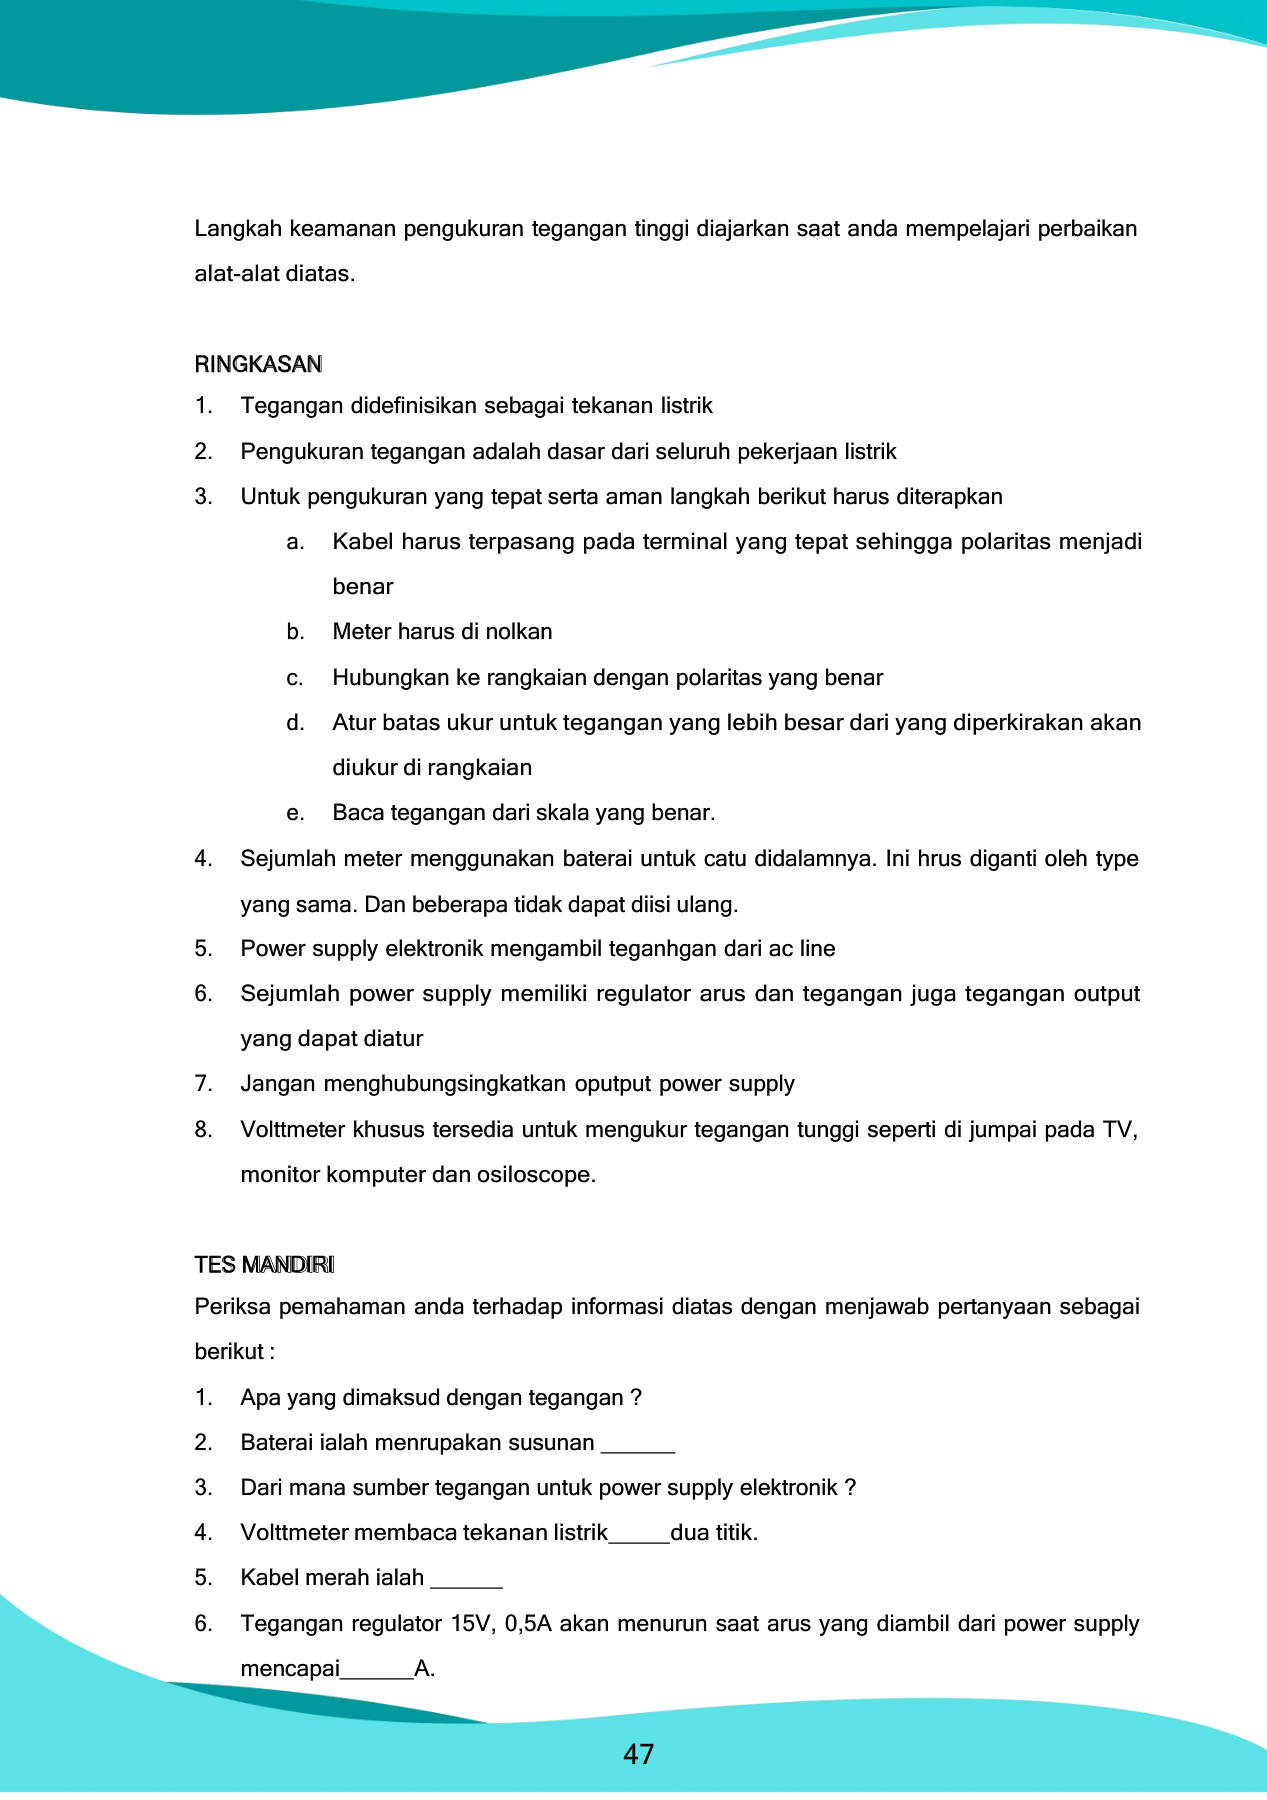 Langkah keamanan pengukuran tegangan tinggi diajarkan saat anda mempelajari perbaikan
alat-alat diatas.
RINGKASAN
1. Tegangan didefinisikan sebagai tekanan listrik
2. Pengukuran tegangan adalah dasar dari seluruh pekerjaan listrik
3. Untuk pengukuran yang tepat serta aman langkah berikut harus diterapkan
a. Kabel harus terpasang pada terminal yang tepat sehingga polaritas menjadi
benar
b. Meter harus di nolkan
c. Hubungkan ke rangkaian dengan polaritas yang benar
d. Atur batas ukur untuk tegangan yang lebih besar dari yang diperkirakan akan
diukur di rangkaian
e. Baca tegangan dari skala yang benar.
4. Sejumlah meter menggunakan baterai untuk catu didalamnya. Ini hrus diganti oleh type
yang sama. Dan beberapa tidak dapat diisi ulang.
5. Power supply elektronik mengambil teganhgan dari ac line
6. Sejumlah power supply memiliki regulator arus dan tegangan juga tegangan output
yang dapat diatur
7. Jangan menghubungsingkatkan oputput power supply
8. Volttmeter khusus tersedia untuk mengukur tegangan tunggi seperti di jumpai pada TV,
monitor komputer dan osiloscope.
TES MANDIRI
Periksa pemahaman anda terhadap informasi diatas dengan menjawab pertanyaan sebagai
berikut :
1. Apa yang dimaksud dengan tegangan ?
2. Baterai ialah menrupakan susunan ______
3. Dari mana sumber tegangan untuk power supply elektronik ?
4. Volttmeter membaca tekanan listrik_____dua titik.
5. Kabel merah ialah ______
6. Tegangan regulator 15V, 0,5A akan menurun saat arus yang diambil dari power supply
mencapai______A.
47